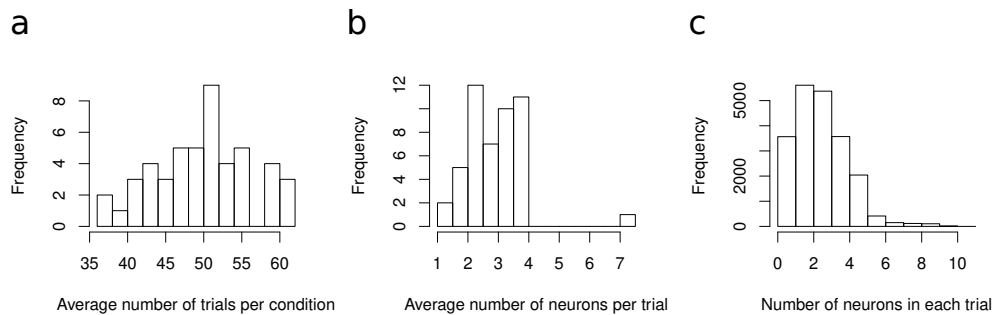 a
b
c
Frequency
0 2 4 6 8
35 40 45 50 55 60
Average number of trials per condition
Frequency
0 2 4 6 8 12
1 2 3 4 5 6 7
Average number of neurons per trial
Frequency
0 2000 5000
0 2 4 6 8 10
Number of neurons in each trial